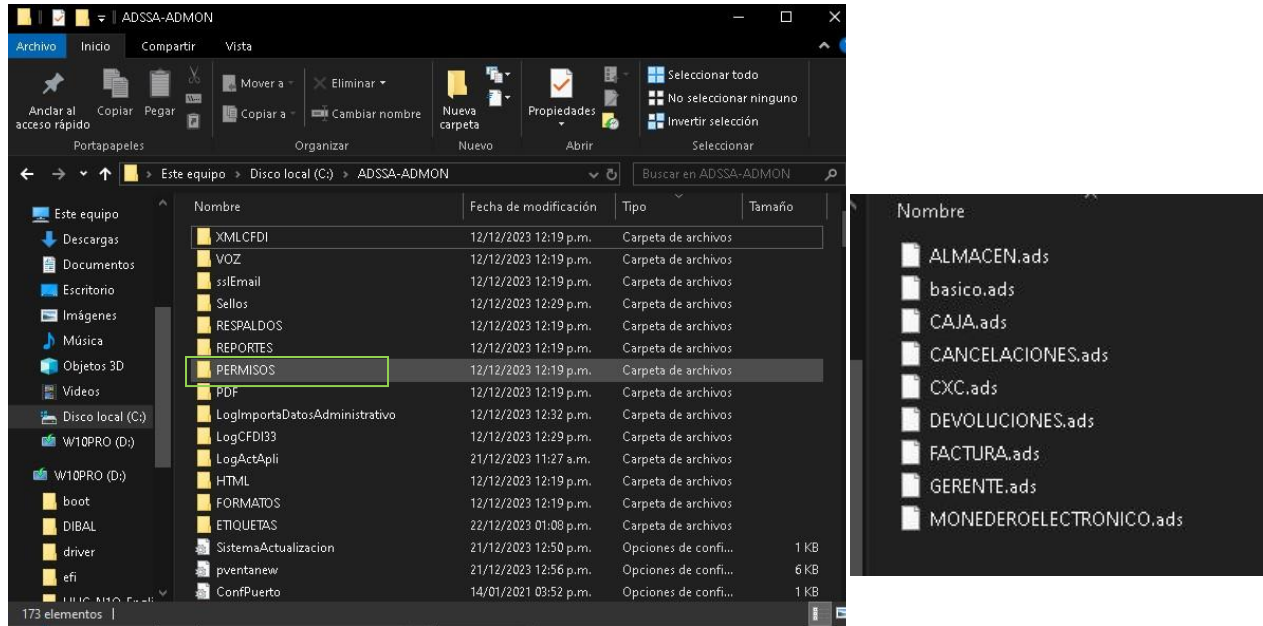 ADSSA-ADMON
Archivo Inicio Compartir Vista
Anclar al acceso rápido
Copiar
Pegar
Portapapeles
Mover a
Copiar a
Eliminar
Cambiar nombre
Organizar
Nueva carpeta
Nuevo
Propiedades
Abrir
Seleccionar todo
No seleccionar ninguno
Invertir selección
Seleccionar
Este equipo > Disco local (C:) > ADSSA-ADMON
Buscar en ADSSA-ADMON
Este equipo
Descargas
Documentos
Escritorio
Imágenes
Música
Objetos 3D
Videos
Disco local (C:)
W10PRO (D:)
W10PRO (D:)
boot
DIBAL
driver
efi
Nombre Fecha de modificación Tipo Tamaño
XMLCFDI 12/12/2023 12:19 p.m. Carpeta de archivos
VOZ 12/12/2023 12:19 p.m. Carpeta de archivos
sslEmail 12/12/2023 12:19 p.m. Carpeta de archivos
Sellos 12/12/2023 12:29 p.m. Carpeta de archivos
RESPALDOS 12/12/2023 12:19 p.m. Carpeta de archivos
REPORTES 12/12/2023 12:19 p.m. Carpeta de archivos
PERMISOS 12/12/2023 12:19 p.m. Carpeta de archivos
PDF 12/12/2023 12:19 p.m. Carpeta de archivos
LogImportaDatosAdministrativo 12/12/2023 12:32 p.m. Carpeta de archivos
LogCFDI33 12/12/2023 12:29 p.m. Carpeta de archivos
LogActApli 21/12/2023 11:27 a.m. Carpeta de archivos
HTML 12/12/2023 12:19 p.m. Carpeta de archivos
FORMATOS 12/12/2023 12:19 p.m. Carpeta de archivos
ETIQUETAS 22/12/2023 01:08 p.m. Carpeta de archivos
SistemaActualizacion 21/12/2023 12:50 p.m. Opciones de confi... 1 KB
pventanew 21/12/2023 12:56 p.m. Opciones de confi... 6 KB
ConfPuerto 14/01/2021 03:52 p.m. Opciones de confi... 1 KB
173 elementos
Nombre
ALMACEN.ads
basico.ads
CAJA.ads
CANCELACIONES.ads
CXC.ads
DEVOLUCIONES.ads
FACTURA.ads
GERENTE.ads
MONEDEROELECTRONICO.ads